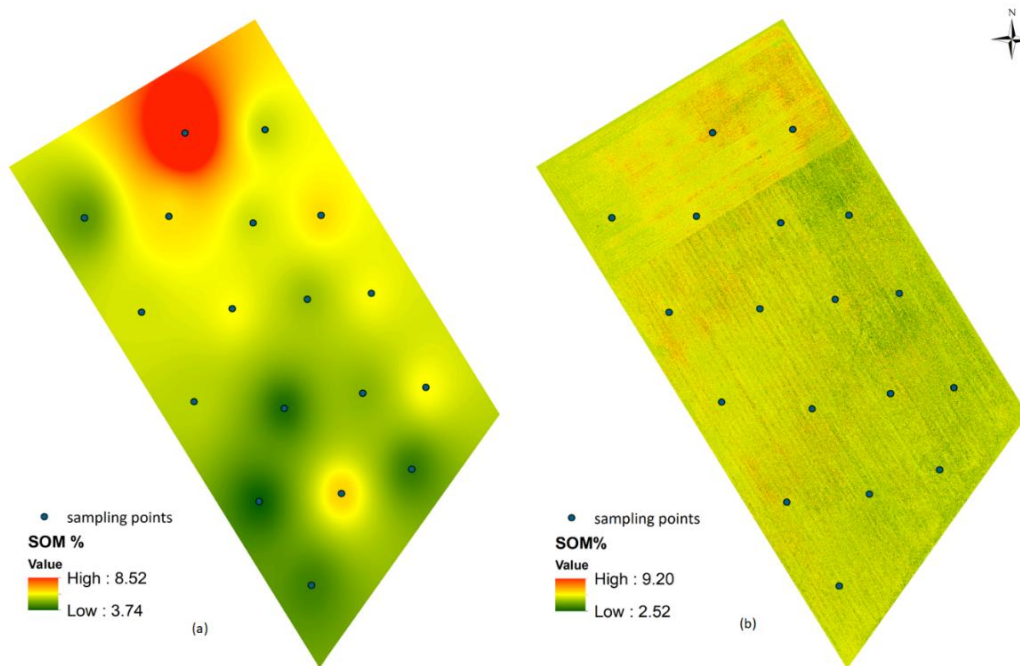 N
sampling points
SOM %
Value
High : 8.52
Low : 3.74
(a)
sampling points
SOM%
Value
High : 9.20
Low : 2.52
(b)